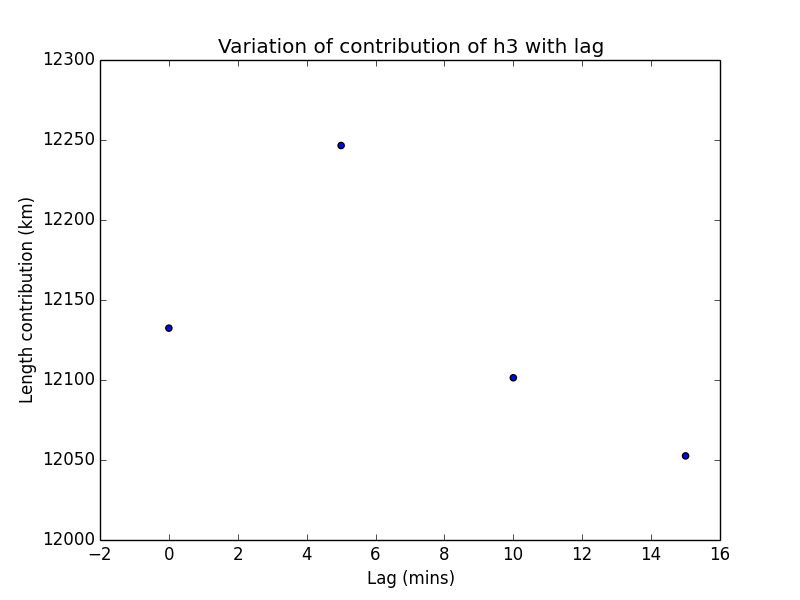 Variation of contribution of h3 with lag
12300
12250
12200
12150
12100
12050
12000
Length contribution (km)
−2 0 2 4 6 8 10 12 14 16
Lag (mins)